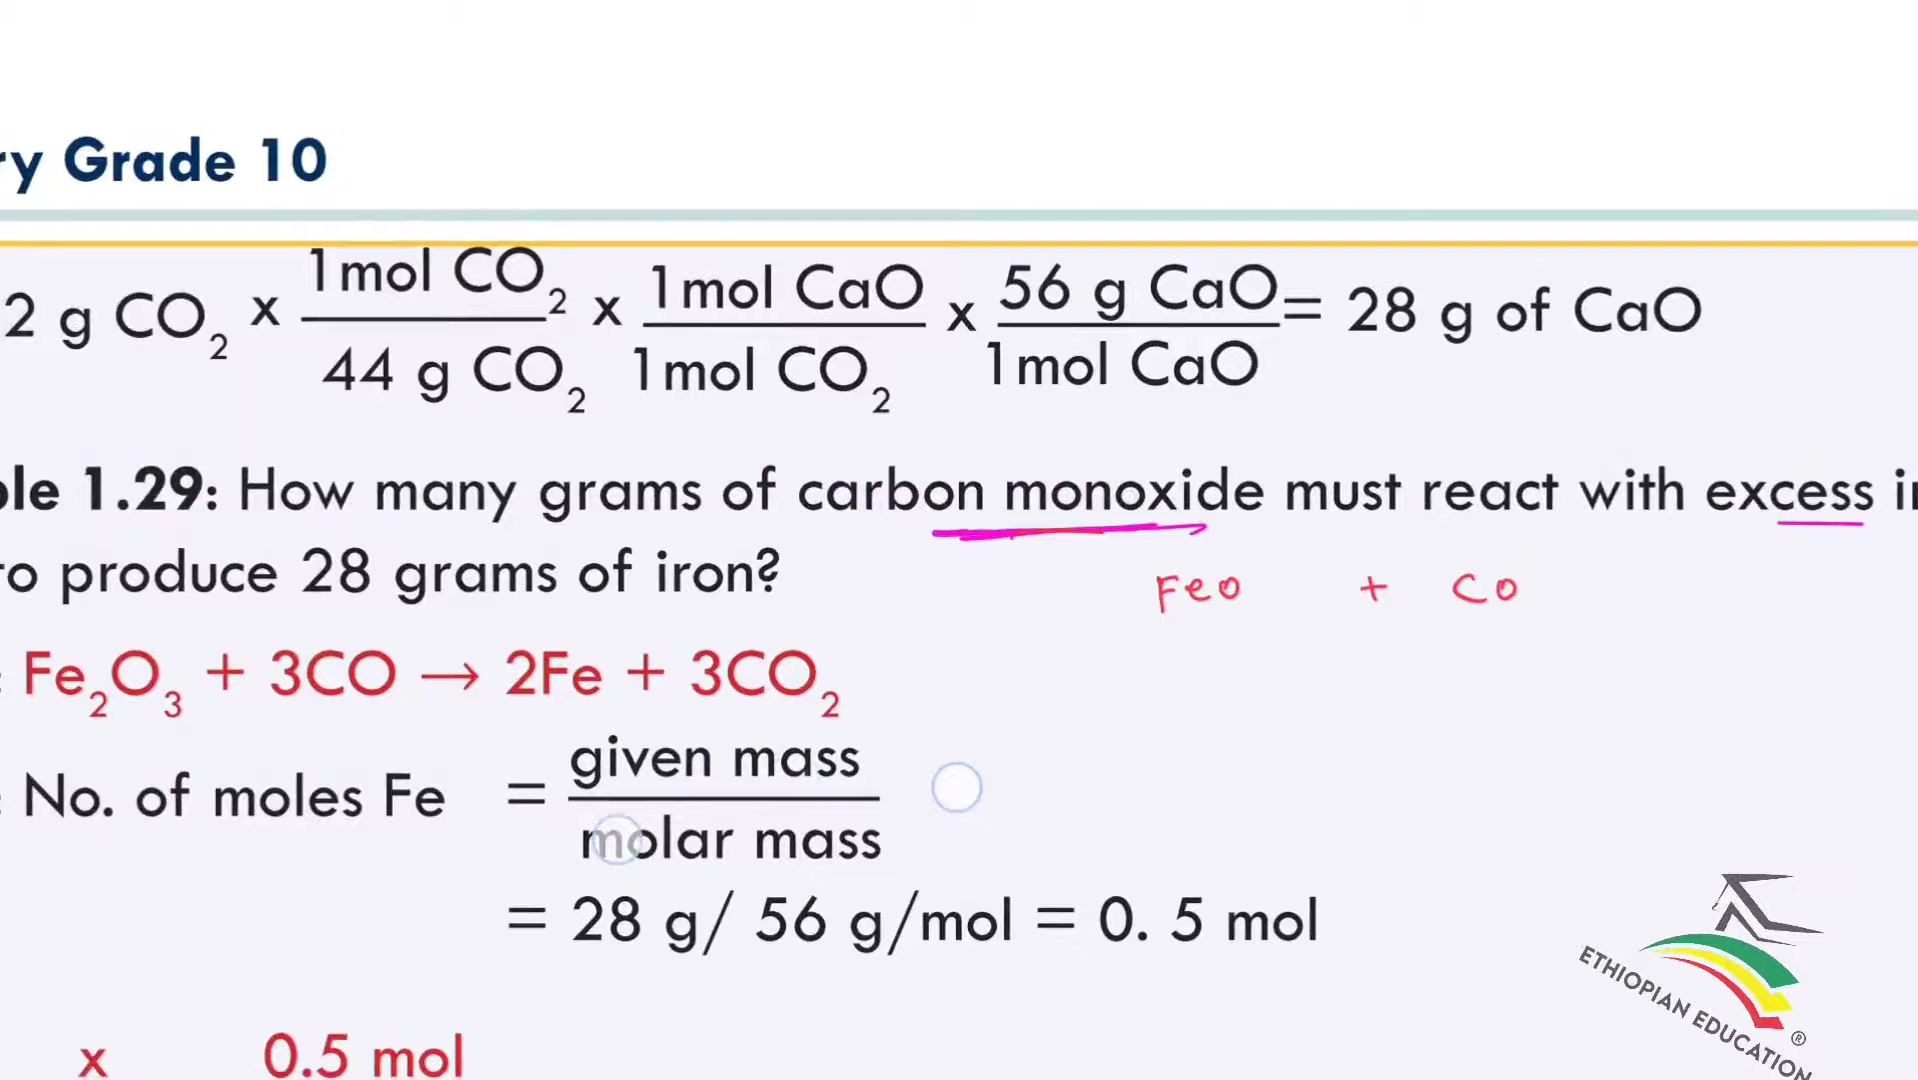 ry Grade 10
2 g CO₂ x 1mol CO₂ / 44 g CO₂ x 1mol CaO / 1mol CO₂ x 56 g CaO / 1mol CaO = 28 g of CaO
ple 1.29: How many grams of carbon monoxide must react with excess
to produce 28 grams of iron?
Feo + Co
: Fe₂O₃ + 3CO → 2Fe + 3CO₂
: No. of moles Fe = given mass / molar mass
= 28 g/ 56 g/mol = 0. 5 mol
x 0.5 mol
ETHIOPIAN EDUCATION ®